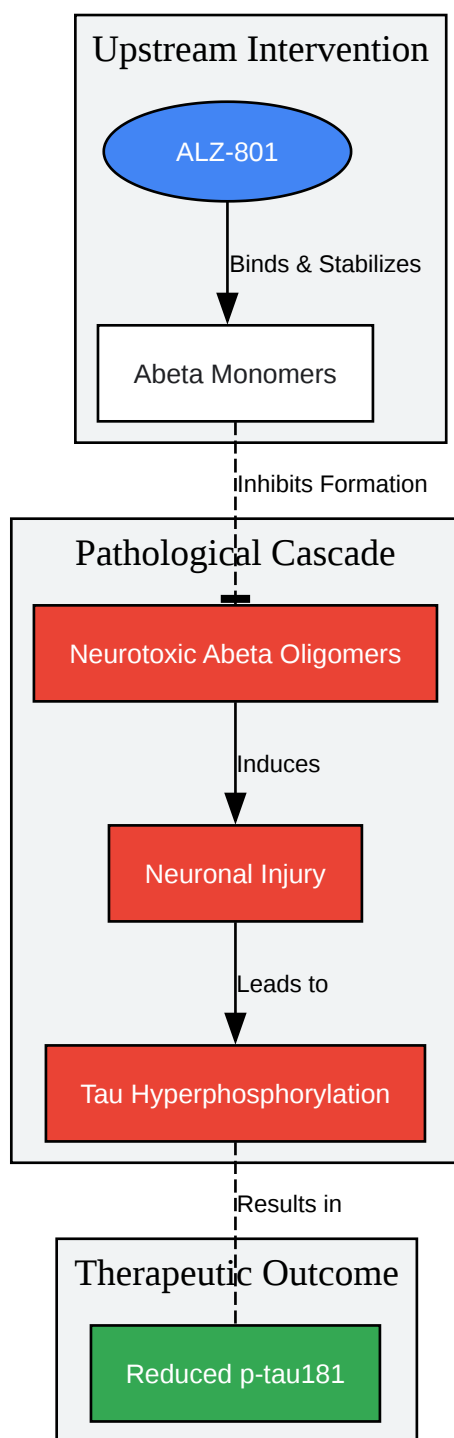 Upstream Intervention
ALZ-801
Binds & Stabilizes
Abeta Monomers
Inhibits Formation
Pathological Cascade
Neurotoxic Abeta Oligomers
Induces
Neuronal Injury
Leads to
Tau Hyperphosphorylation
Results in
Therapeutic Outcome
Reduced p-tau181